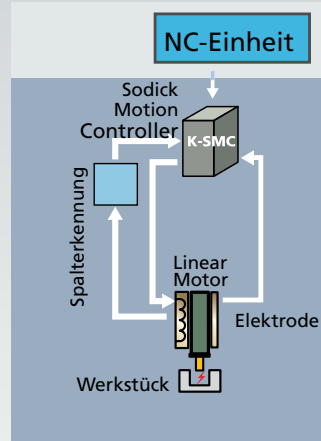 NC-Einheit
Sodick
Motion
Controller
K-SMC
Spalterkennung
Linear
Motor
Elektrode
Werkstück